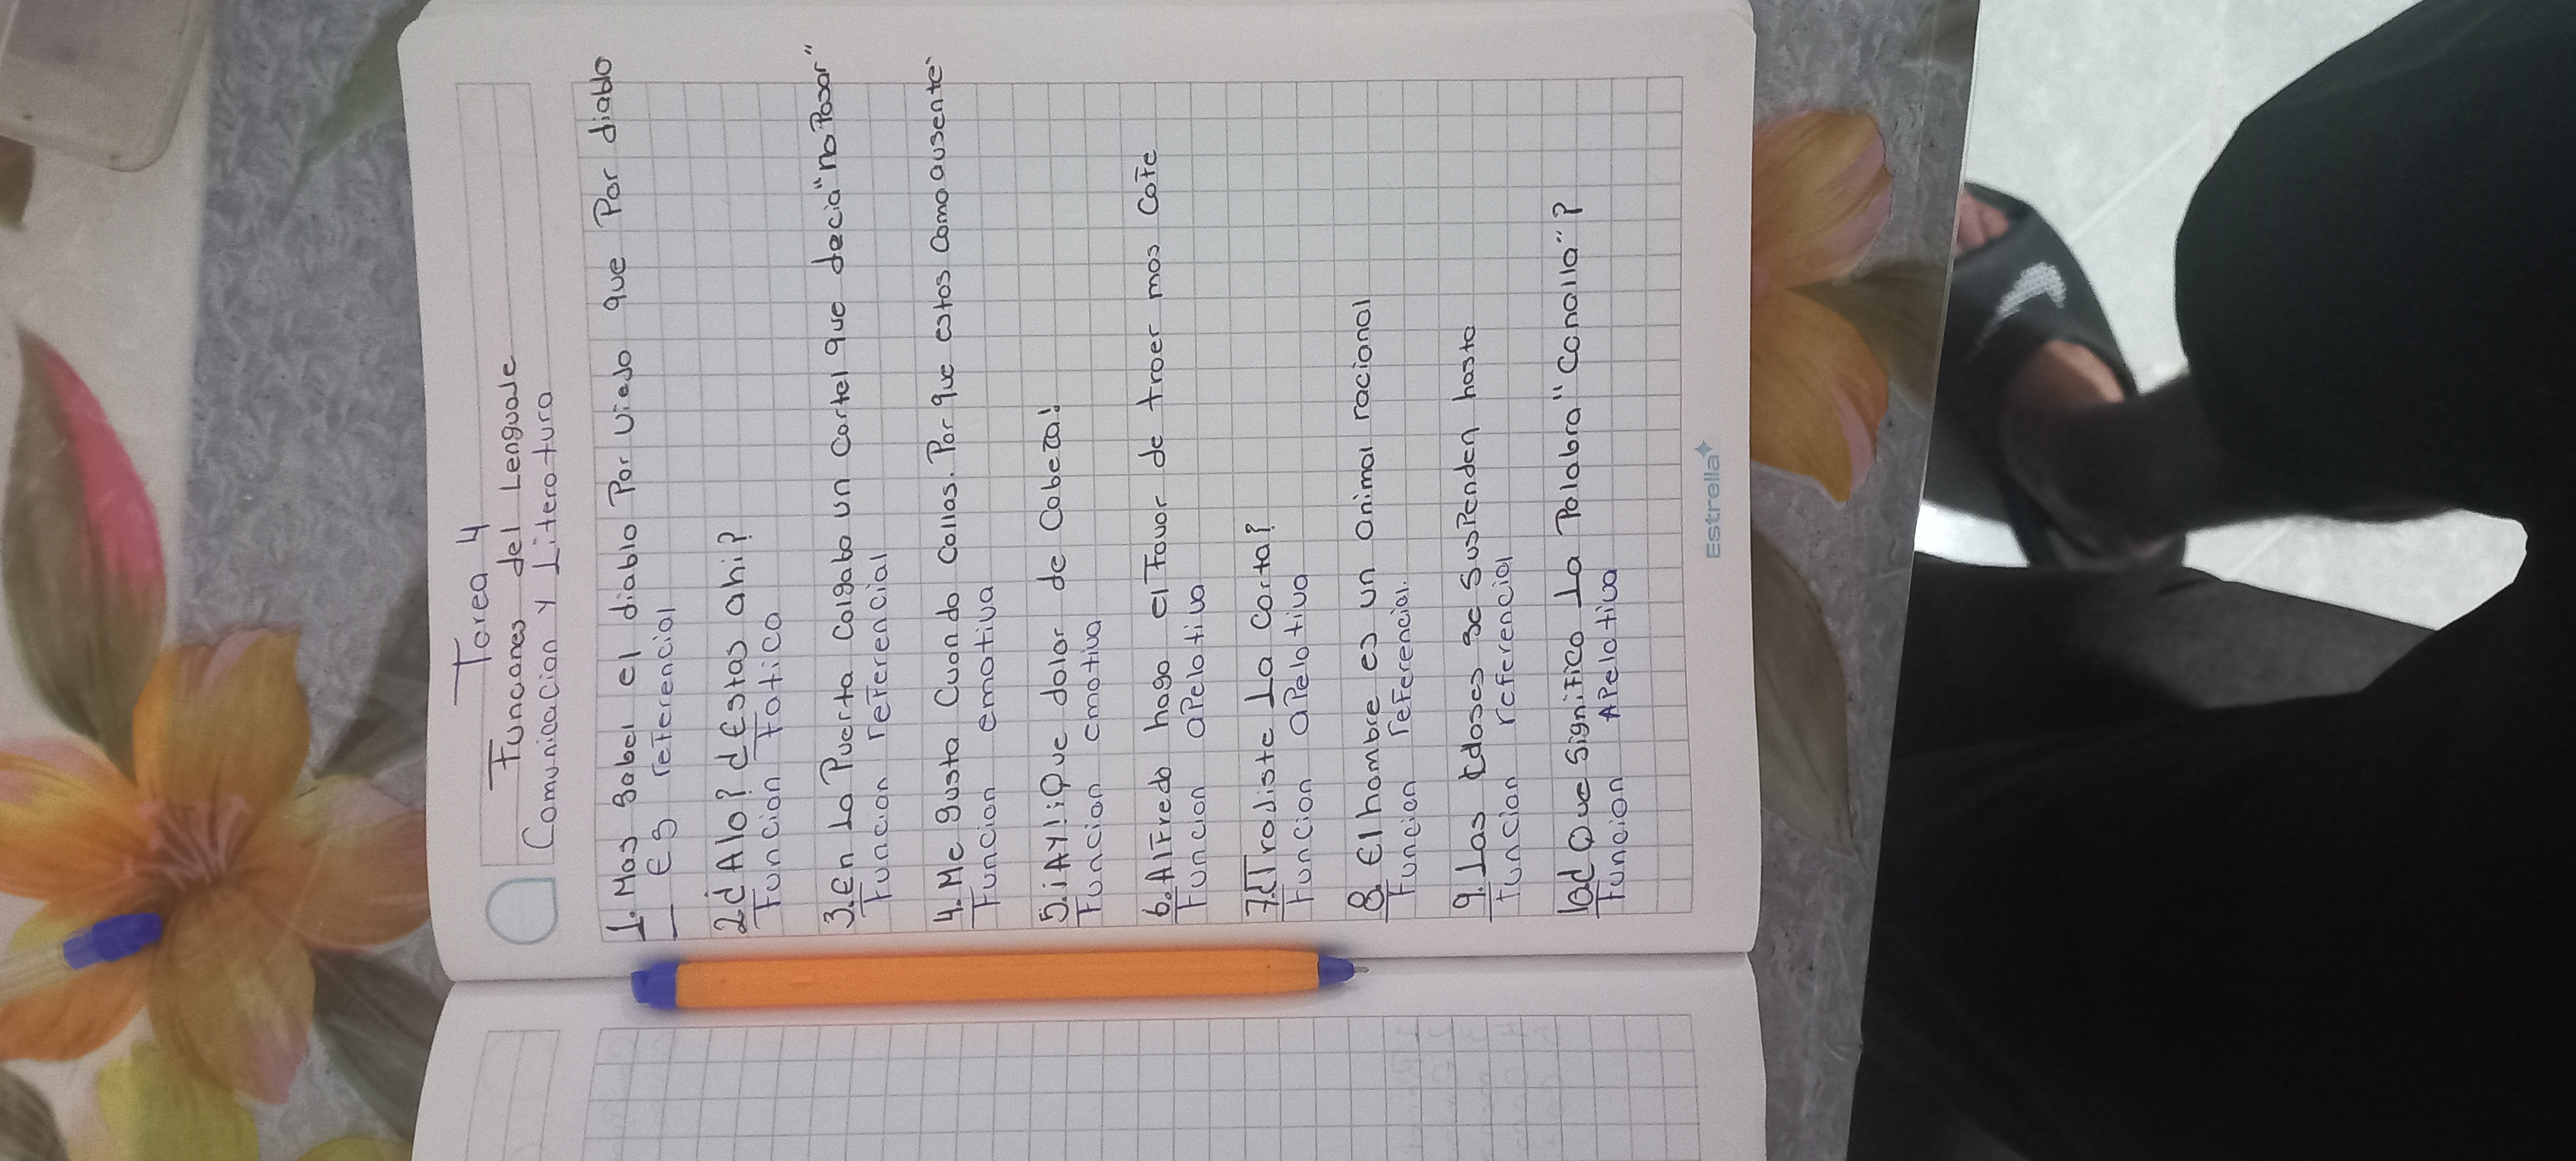 Tarea 4
Funcones del Lenguaje
Comunicacion y Literatura
1. Mas Sabel el diablo Por viejo que Por diablo
— Es referencial
2 ¿Alo? ¿Estas ahi?
Funcion Fatica
3. En La Puerta Colgaba un Cartel que decia "no Pasar"
Funcion referencial
4. Me gusta Cuando Callas. Por que estas Como ausente
Funcion emotiva
5. ¡AY! ¡Que dolor de Cabeza!
Funcion emotiva
6. Alfredo haga el Favor de traer mas Cafe
Funcion aPelativa
7. ¿Trajiste La Carta?
Funcion aPelativa
8. El hombre es un animal racional
Funcion referencial.
9. Las clases se SusPenden hasta
Funcion referencial
10 ¿ Que Significa La Palabra "Canalla"?
Funcion APelativa
Estrella